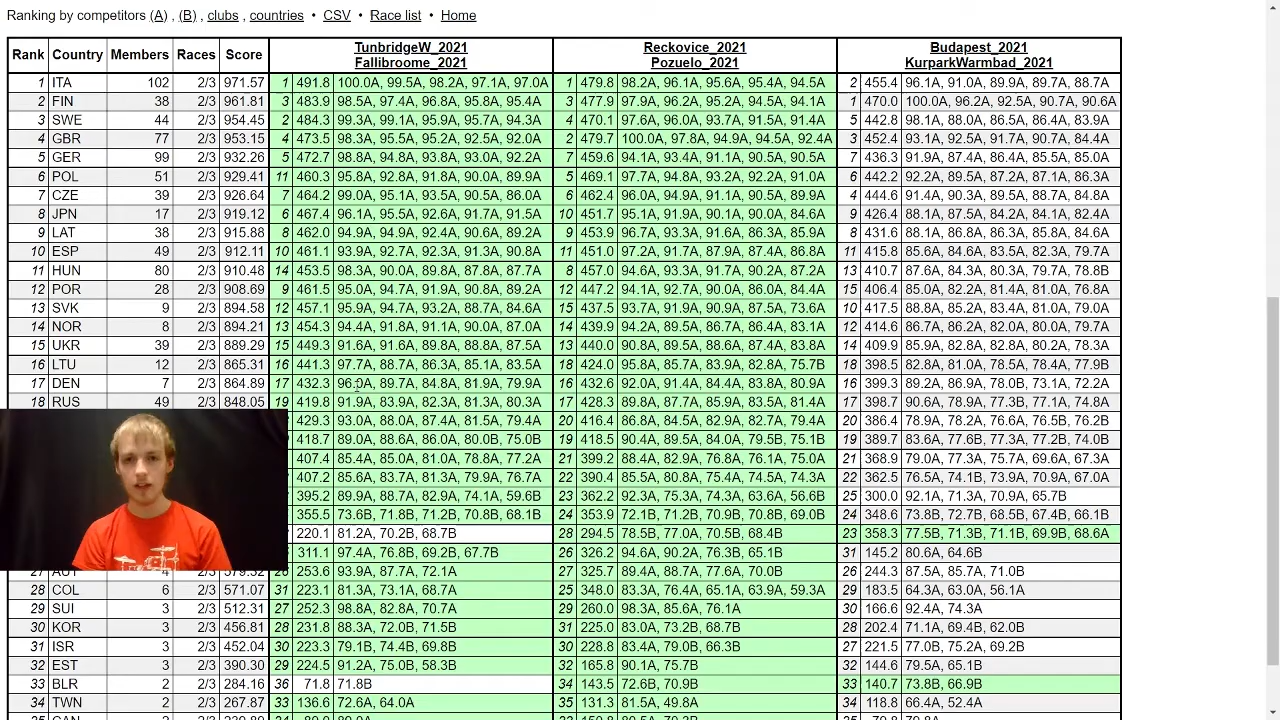 Ranking by competitors (A) , (B) , clubs , countries • CSV • Race list • Home
Rank Country Members Races Score TunbridgeW_2021 Fallibroome_2021 Reckovice_2021 Pozuelo_2021 Budapest_2021 KurparkWarmbad_2021
1 ITA 102 2/3 971.57 1 491.8 100.0A, 99.5A, 98.2A, 97.1A, 97.0A 1 479.8 98.2A, 96.1A, 95.6A, 95.4A, 94.5A 2 455.4 96.1A, 91.0A, 89.9A, 89.7A, 88.7A
2 FIN 38 2/3 961.81 3 483.9 98.5A, 97.4A, 96.8A, 95.8A, 95.4A 3 477.9 97.9A, 96.2A, 95.2A, 94.5A, 94.1A 1 470.0 100.0A, 96.2A, 92.5A, 90.7A, 90.6A
3 SWE 44 2/3 954.45 2 484.3 99.3A, 99.1A, 95.9A, 95.7A, 94.3A 4 470.1 97.6A, 96.0A, 93.7A, 91.5A, 91.4A 5 442.8 98.1A, 88.0A, 86.5A, 86.4A, 83.9A
4 GBR 77 2/3 953.15 4 473.5 98.3A, 95.5A, 95.2A, 92.5A, 92.0A 2 479.7 100.0A, 97.8A, 94.9A, 94.5A, 92.4A 3 452.4 93.1A, 92.5A, 91.7A, 90.7A, 84.4A
5 GER 99 2/3 932.26 5 472.7 98.8A, 94.8A, 93.8A, 93.0A, 92.2A 7 459.6 94.1A, 93.4A, 91.1A, 90.5A, 90.5A 7 436.3 91.9A, 87.4A, 86.4A, 85.5A, 85.0A
6 POL 51 2/3 929.41 11 460.3 95.8A, 92.8A, 91.8A, 90.0A, 89.9A 5 469.1 97.7A, 94.8A, 93.2A, 92.2A, 91.0A 6 442.2 92.2A, 89.5A, 87.2A, 87.1A, 86.3A
7 CZE 39 2/3 926.64 7 464.2 99.0A, 95.1A, 93.5A, 90.5A, 86.0A 6 462.4 96.0A, 94.9A, 91.1A, 90.5A, 89.9A 4 444.6 91.4A, 90.3A, 89.5A, 88.7A, 84.8A
8 JPN 17 2/3 919.12 6 467.4 96.1A, 95.5A, 92.6A, 91.7A, 91.5A 10 451.7 95.1A, 91.9A, 90.1A, 90.0A, 84.6A 9 426.4 88.1A, 87.5A, 84.2A, 84.1A, 82.4A
9 LAT 38 2/3 915.88 8 462.0 94.9A, 94.9A, 92.4A, 90.6A, 89.2A 9 453.9 96.7A, 93.3A, 91.6A, 86.3A, 85.9A 8 431.6 88.1A, 86.8A, 86.3A, 85.8A, 84.6A
10 ESP 49 2/3 912.11 10 461.1 93.9A, 92.7A, 92.3A, 91.3A, 90.8A 11 451.0 97.2A, 91.7A, 87.9A, 87.4A, 86.8A 11 415.8 85.6A, 84.6A, 83.5A, 82.3A, 79.7A
11 HUN 80 2/3 910.48 14 453.5 98.3A, 90.0A, 89.8A, 87.8A, 87.7A 8 457.0 94.6A, 93.3A, 91.7A, 90.2A, 87.2A 13 410.7 87.6A, 84.3A, 80.3A, 79.7A, 78.8B
12 POR 28 2/3 908.69 9 461.5 95.0A, 94.7A, 91.9A, 90.8A, 89.2A 12 447.2 94.1A, 92.7A, 90.0A, 86.0A, 84.4A 15 406.4 85.0A, 82.2A, 81.4A, 81.0A, 76.8A
13 SVK 9 2/3 894.58 12 457.1 95.9A, 94.7A, 93.2A, 88.7A, 84.6A 15 437.5 93.7A, 91.9A, 90.9A, 87.5A, 73.6A 10 417.5 88.8A, 85.2A, 83.4A, 81.0A, 79.0A
14 NOR 8 2/3 894.21 13 454.3 94.4A, 91.8A, 91.1A, 90.0A, 87.0A 14 439.9 94.2A, 89.5A, 86.7A, 86.4A, 83.1A 12 414.6 86.7A, 86.2A, 82.0A, 80.0A, 79.7A
15 UKR 39 2/3 889.29 15 449.3 91.6A, 91.6A, 89.8A, 88.8A, 87.5A 13 440.0 90.8A, 89.5A, 88.6A, 87.4A, 83.8A 14 409.9 85.9A, 82.8A, 82.8A, 80.2A, 78.3A
16 LTU 12 2/3 865.31 16 441.3 97.7A, 88.7A, 86.3A, 85.1A, 83.5A 18 424.0 95.8A, 85.7A, 83.9A, 82.8A, 75.7B 18 398.5 82.8A, 81.0A, 78.5A, 78.4A, 77.9B
17 DEN 7 2/3 864.89 17 432.3 96.0A, 89.7A, 84.8A, 81.9A, 79.9A 16 432.6 92.0A, 91.4A, 84.4A, 83.8A, 80.9A 16 399.3 89.2A, 86.9A, 78.0B, 73.1A, 72.2A
18 RUS 49 2/3 848.05 19 419.8 91.9A, 83.9A, 82.3A, 81.3A, 80.3A 17 428.3 89.8A, 87.7A, 85.9A, 83.5A, 81.4A 17 398.7 90.6A, 78.9A, 77.3B, 77.1A, 74.8A
429.3 93.0A, 88.0A, 87.4A, 81.5A, 79.4A 20 416.4 86.8A, 84.5A, 82.9A, 82.7A, 79.4A 20 386.4 78.9A, 78.2A, 76.6A, 76.5B, 76.2B
418.7 89.0A, 88.6A, 86.0A, 80.0B, 75.0B 19 418.5 90.4A, 89.5A, 84.0A, 79.5B, 75.1B 19 389.7 83.6A, 77.6B, 77.3A, 77.2B, 74.0B
407.4 85.4A, 85.0A, 81.0A, 78.8A, 77.2A 21 399.2 88.4A, 82.9A, 76.8A, 76.1A, 75.0A 21 368.9 79.0A, 77.3A, 75.7A, 69.6A, 67.3A
407.2 85.6A, 83.7A, 81.3A, 79.9A, 76.7A 22 390.4 85.5A, 80.8A, 75.4A, 74.5A, 74.3A 22 362.5 76.5A, 74.1B, 73.9A, 70.9A, 67.0A
395.2 89.9A, 88.7A, 82.9A, 74.1A, 59.6B 23 362.2 92.3A, 75.3A, 74.3A, 63.6A, 56.6B 25 300.0 92.1A, 71.3A, 70.9A, 65.7B
355.5 73.6B, 71.8B, 71.2B, 70.8B, 68.1B 24 353.9 72.1B, 71.2B, 70.9B, 70.8B, 69.0B 24 348.6 73.8B, 72.7B, 68.5B, 67.4B, 66.1B
220.1 81.2A, 70.2B, 68.7B 28 294.5 78.5B, 77.0A, 70.5B, 68.4B 23 358.3 77.5B, 71.3B, 71.1B, 69.9B, 68.6A
311.1 97.4A, 76.8B, 69.2B, 67.7B 26 326.2 94.6A, 90.2A, 76.3B, 65.1B 31 145.2 80.6A, 64.6B
27 AUT 4 2/3 579.32 26 253.6 93.9A, 87.7A, 72.1A 27 325.7 89.4A, 88.7A, 77.6A, 70.0B 26 244.3 87.5A, 85.7A, 71.0B
28 COL 6 2/3 571.07 31 223.1 81.3A, 73.1A, 68.7A 25 348.0 83.3A, 76.4A, 65.1A, 63.9A, 59.3A 29 183.5 64.3A, 63.0A, 56.1A
29 SUI 3 2/3 512.31 27 252.3 98.8A, 82.8A, 70.7A 29 260.0 98.3A, 85.6A, 76.1A 30 166.6 92.4A, 74.3A
30 KOR 3 2/3 456.81 28 231.8 88.3A, 72.0B, 71.5B 31 225.0 83.0A, 73.2B, 68.7B 28 202.4 71.1A, 69.4B, 62.0B
31 ISR 3 2/3 452.04 30 223.3 79.1B, 74.4B, 69.8B 30 228.8 83.4A, 79.0B, 66.3B 27 221.5 77.0B, 75.2A, 69.2B
32 EST 3 2/3 390.30 29 224.5 91.2A, 75.0B, 58.3B 32 165.8 90.1A, 75.7B 32 144.6 79.5A, 65.1B
33 BLR 2 2/3 284.16 36 71.8 71.8B 34 143.5 72.6B, 70.9B 33 140.7 73.8B, 66.9B
34 TWN 2 2/3 267.87 33 136.6 72.6A, 64.0A 35 131.3 81.5A, 49.8A 34 118.8 66.4A, 52.4A